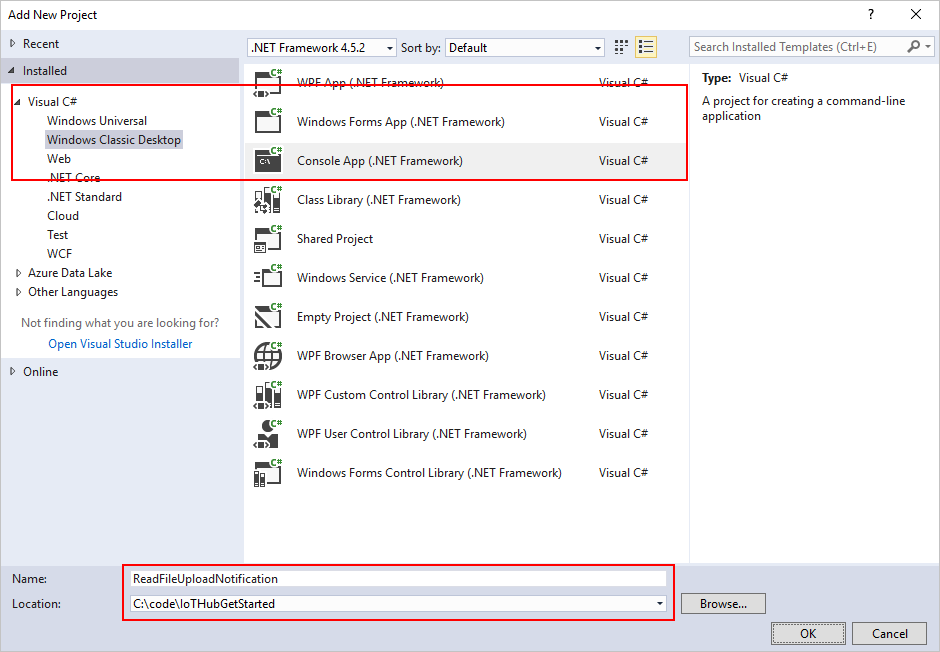 Add New Project
? 
Recent
.NET Framework 4.5.2 Sort by: Default
Search Installed Templates (Ctrl+E)
Installed
Visual C#
Windows Universal
Windows Classic Desktop
Web
.NET Core
.NET Standard
Cloud
Test
WCF
Azure Data Lake
Other Languages
Not finding what you are looking for?
Open Visual Studio Installer
Online
C# WPF App (.NET Framework) Visual C#
C# Windows Forms App (.NET Framework) Visual C#
C# C:\ Console App (.NET Framework) Visual C#
C# Class Library (.NET Framework) Visual C#
C# Shared Project Visual C#
C# Windows Service (.NET Framework) Visual C#
C# Empty Project (.NET Framework) Visual C#
C# WPF Browser App (.NET Framework) Visual C#
C# WPF Custom Control Library (.NET Framework) Visual C#
C# WPF User Control Library (.NET Framework) Visual C#
C# Windows Forms Control Library (.NET Framework) Visual C#
Type: Visual C#
A project for creating a command-line
application
Name: ReadFileUploadNotification
Location: C:\code\IoTHubGetStarted
Browse...
OK Cancel